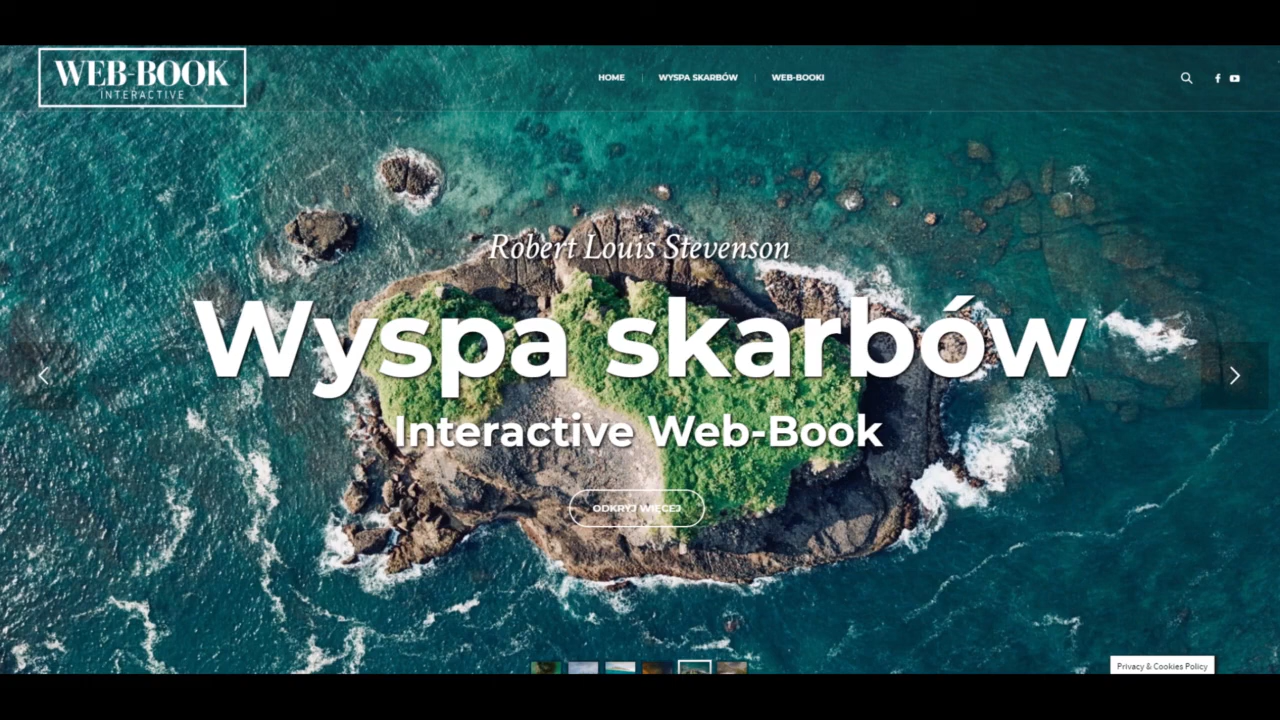 WEB-BOOK
INTERACTIVE
HOME
WYSPA SKARBÓW
WEB-BOOKI
Robert Louis Stevenson
Wyspa skarbów
Interactive Web-Book
ODKRYJ WIĘCEJ
Privacy & Cookies Policy